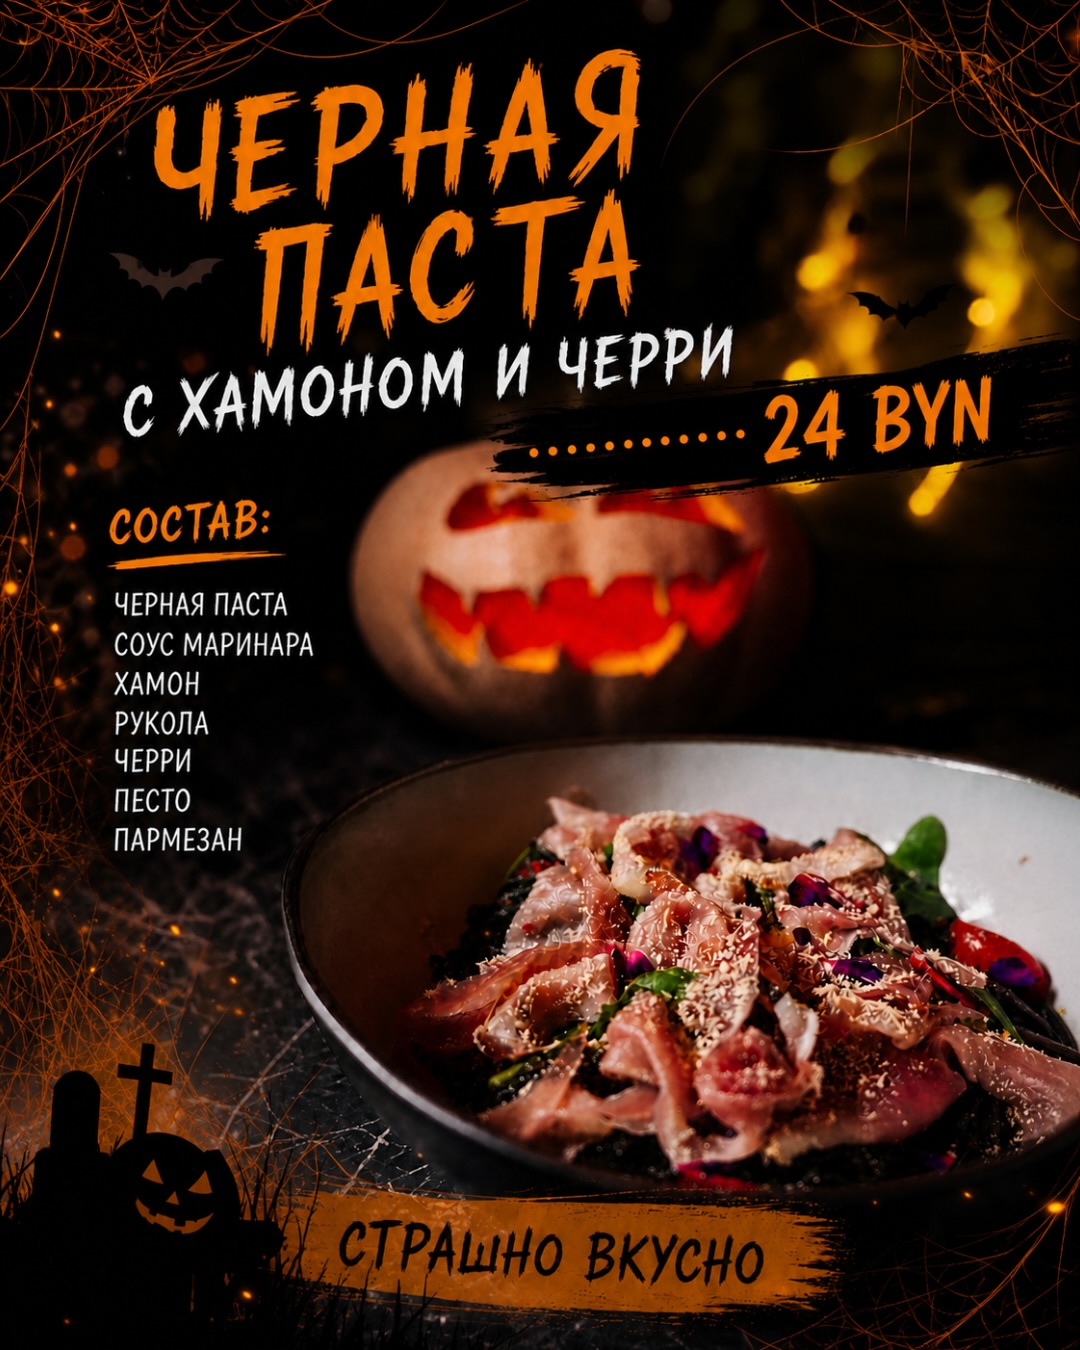 ЧЕРНАЯ
ПАСТА
С ХАМОНОМ И ЧЕРРИ
........... 24 BYN
СОСТАВ:
ЧЕРНАЯ ПАСТА
СОУС МАРИНАРА
ХАМОН
РУКОЛА
ЧЕРРИ
ПЕСТО
ПАРМЕЗАН
СТРАШНО ВКУСНО